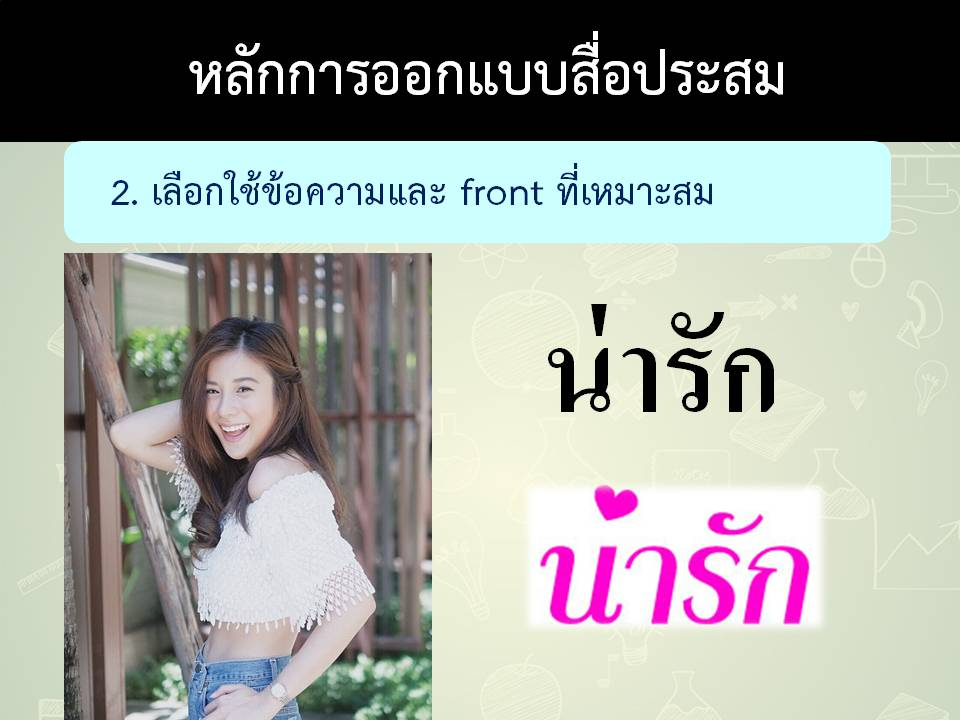 หลักการออกแบบสื่อประสม
2. เลือกใช้ข้อความและ front ที่เหมาะสม
น่ารัก
น่ารัก